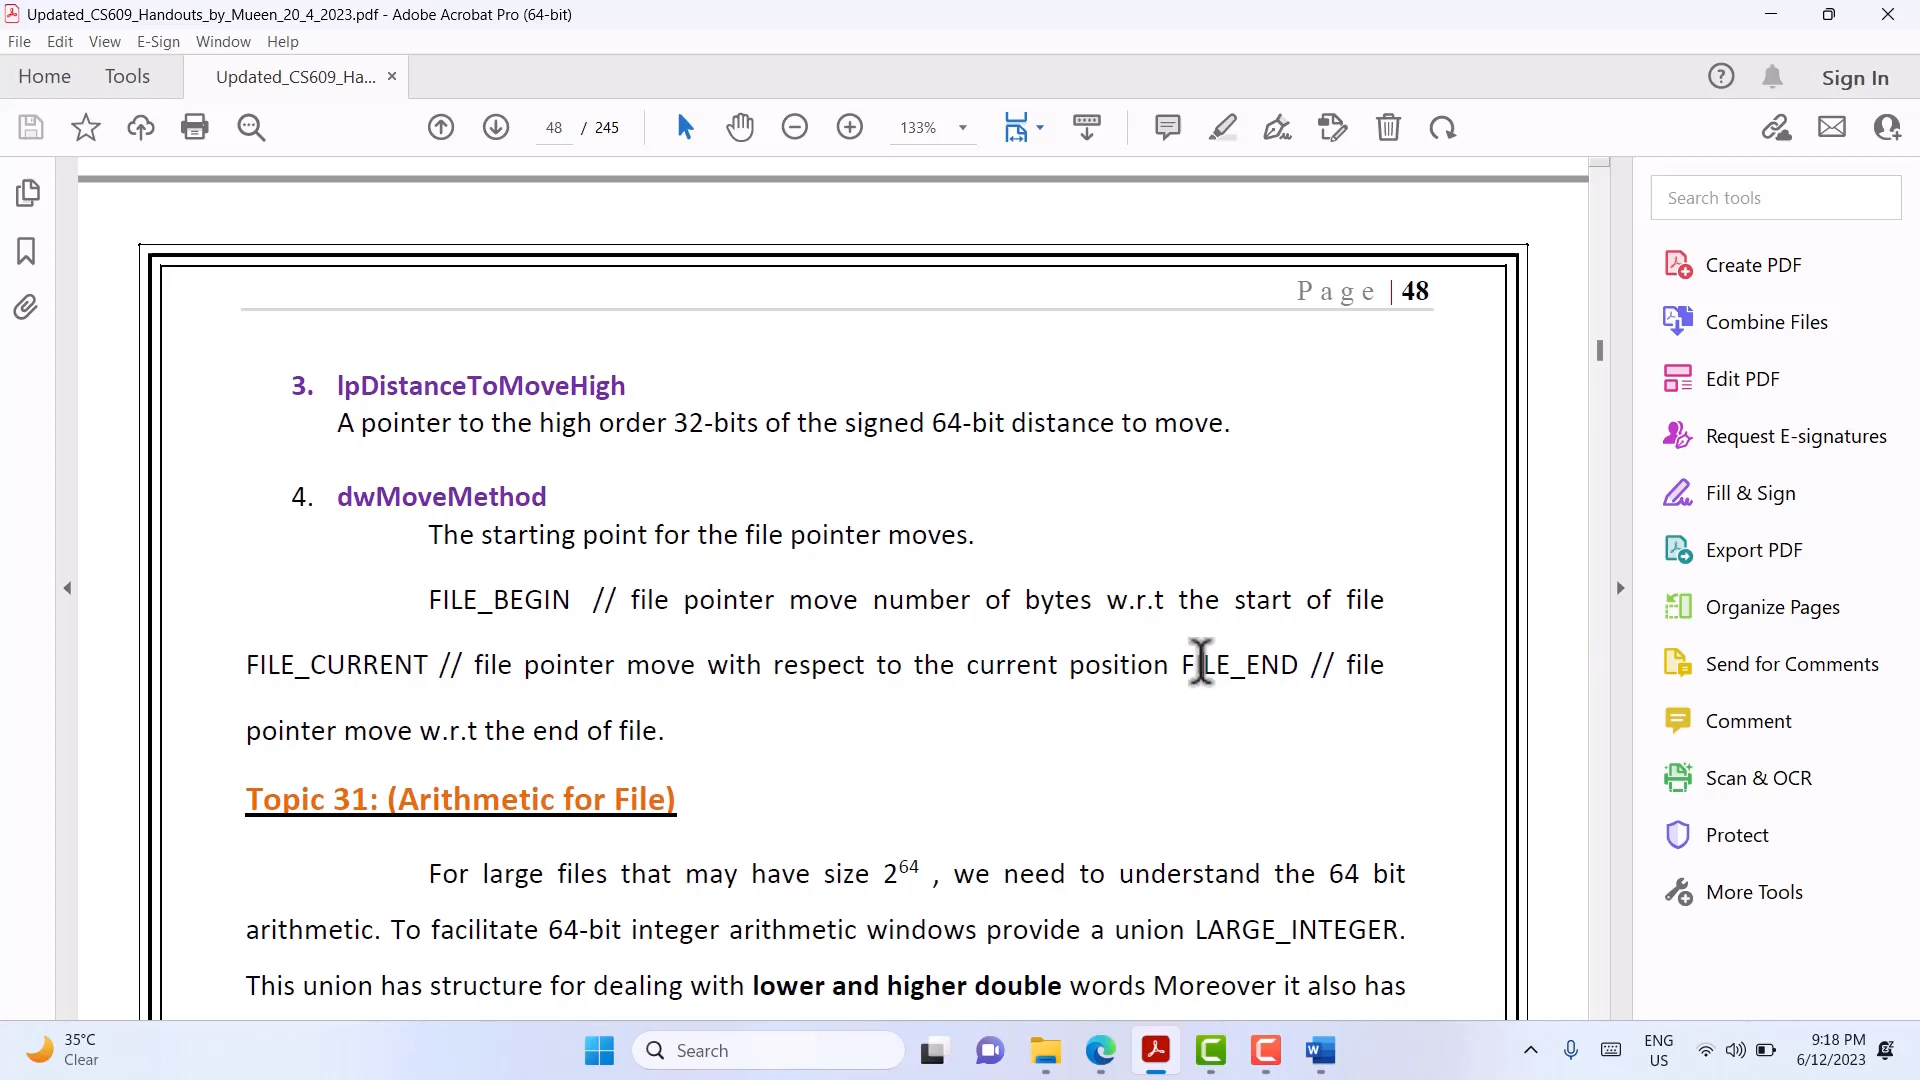 Updated_CS609_Handouts_by_Mueen_20_4_2023.pdf - Adobe Acrobat Pro (64-bit)
File Edit View E-Sign Window Help
Home Tools Updated_CS609_Ha... × Sign In
48 / 245 133%
Search tools
Create PDF
Combine Files
Edit PDF
Request E-signatures
Fill & Sign
Export PDF
Organize Pages
Send for Comments
Comment
Scan & OCR
Protect
More Tools
Page | 48
3. lpDistanceToMoveHigh
A pointer to the high order 32-bits of the signed 64-bit distance to move.
4. dwMoveMethod
The starting point for the file pointer moves.
FILE_BEGIN // file pointer move number of bytes w.r.t the start of file
FILE_CURRENT // file pointer move with respect to the current position FILE_END // file
pointer move w.r.t the end of file.
Topic 31: (Arithmetic for File)
For large files that may have size 2^64 , we need to understand the 64 bit
arithmetic. To facilitate 64-bit integer arithmetic windows provide a union LARGE_INTEGER.
This union has structure for dealing with lower and higher double words Moreover it also has
35°C
Clear
Search
ENG
US
9:18 PM
6/12/2023